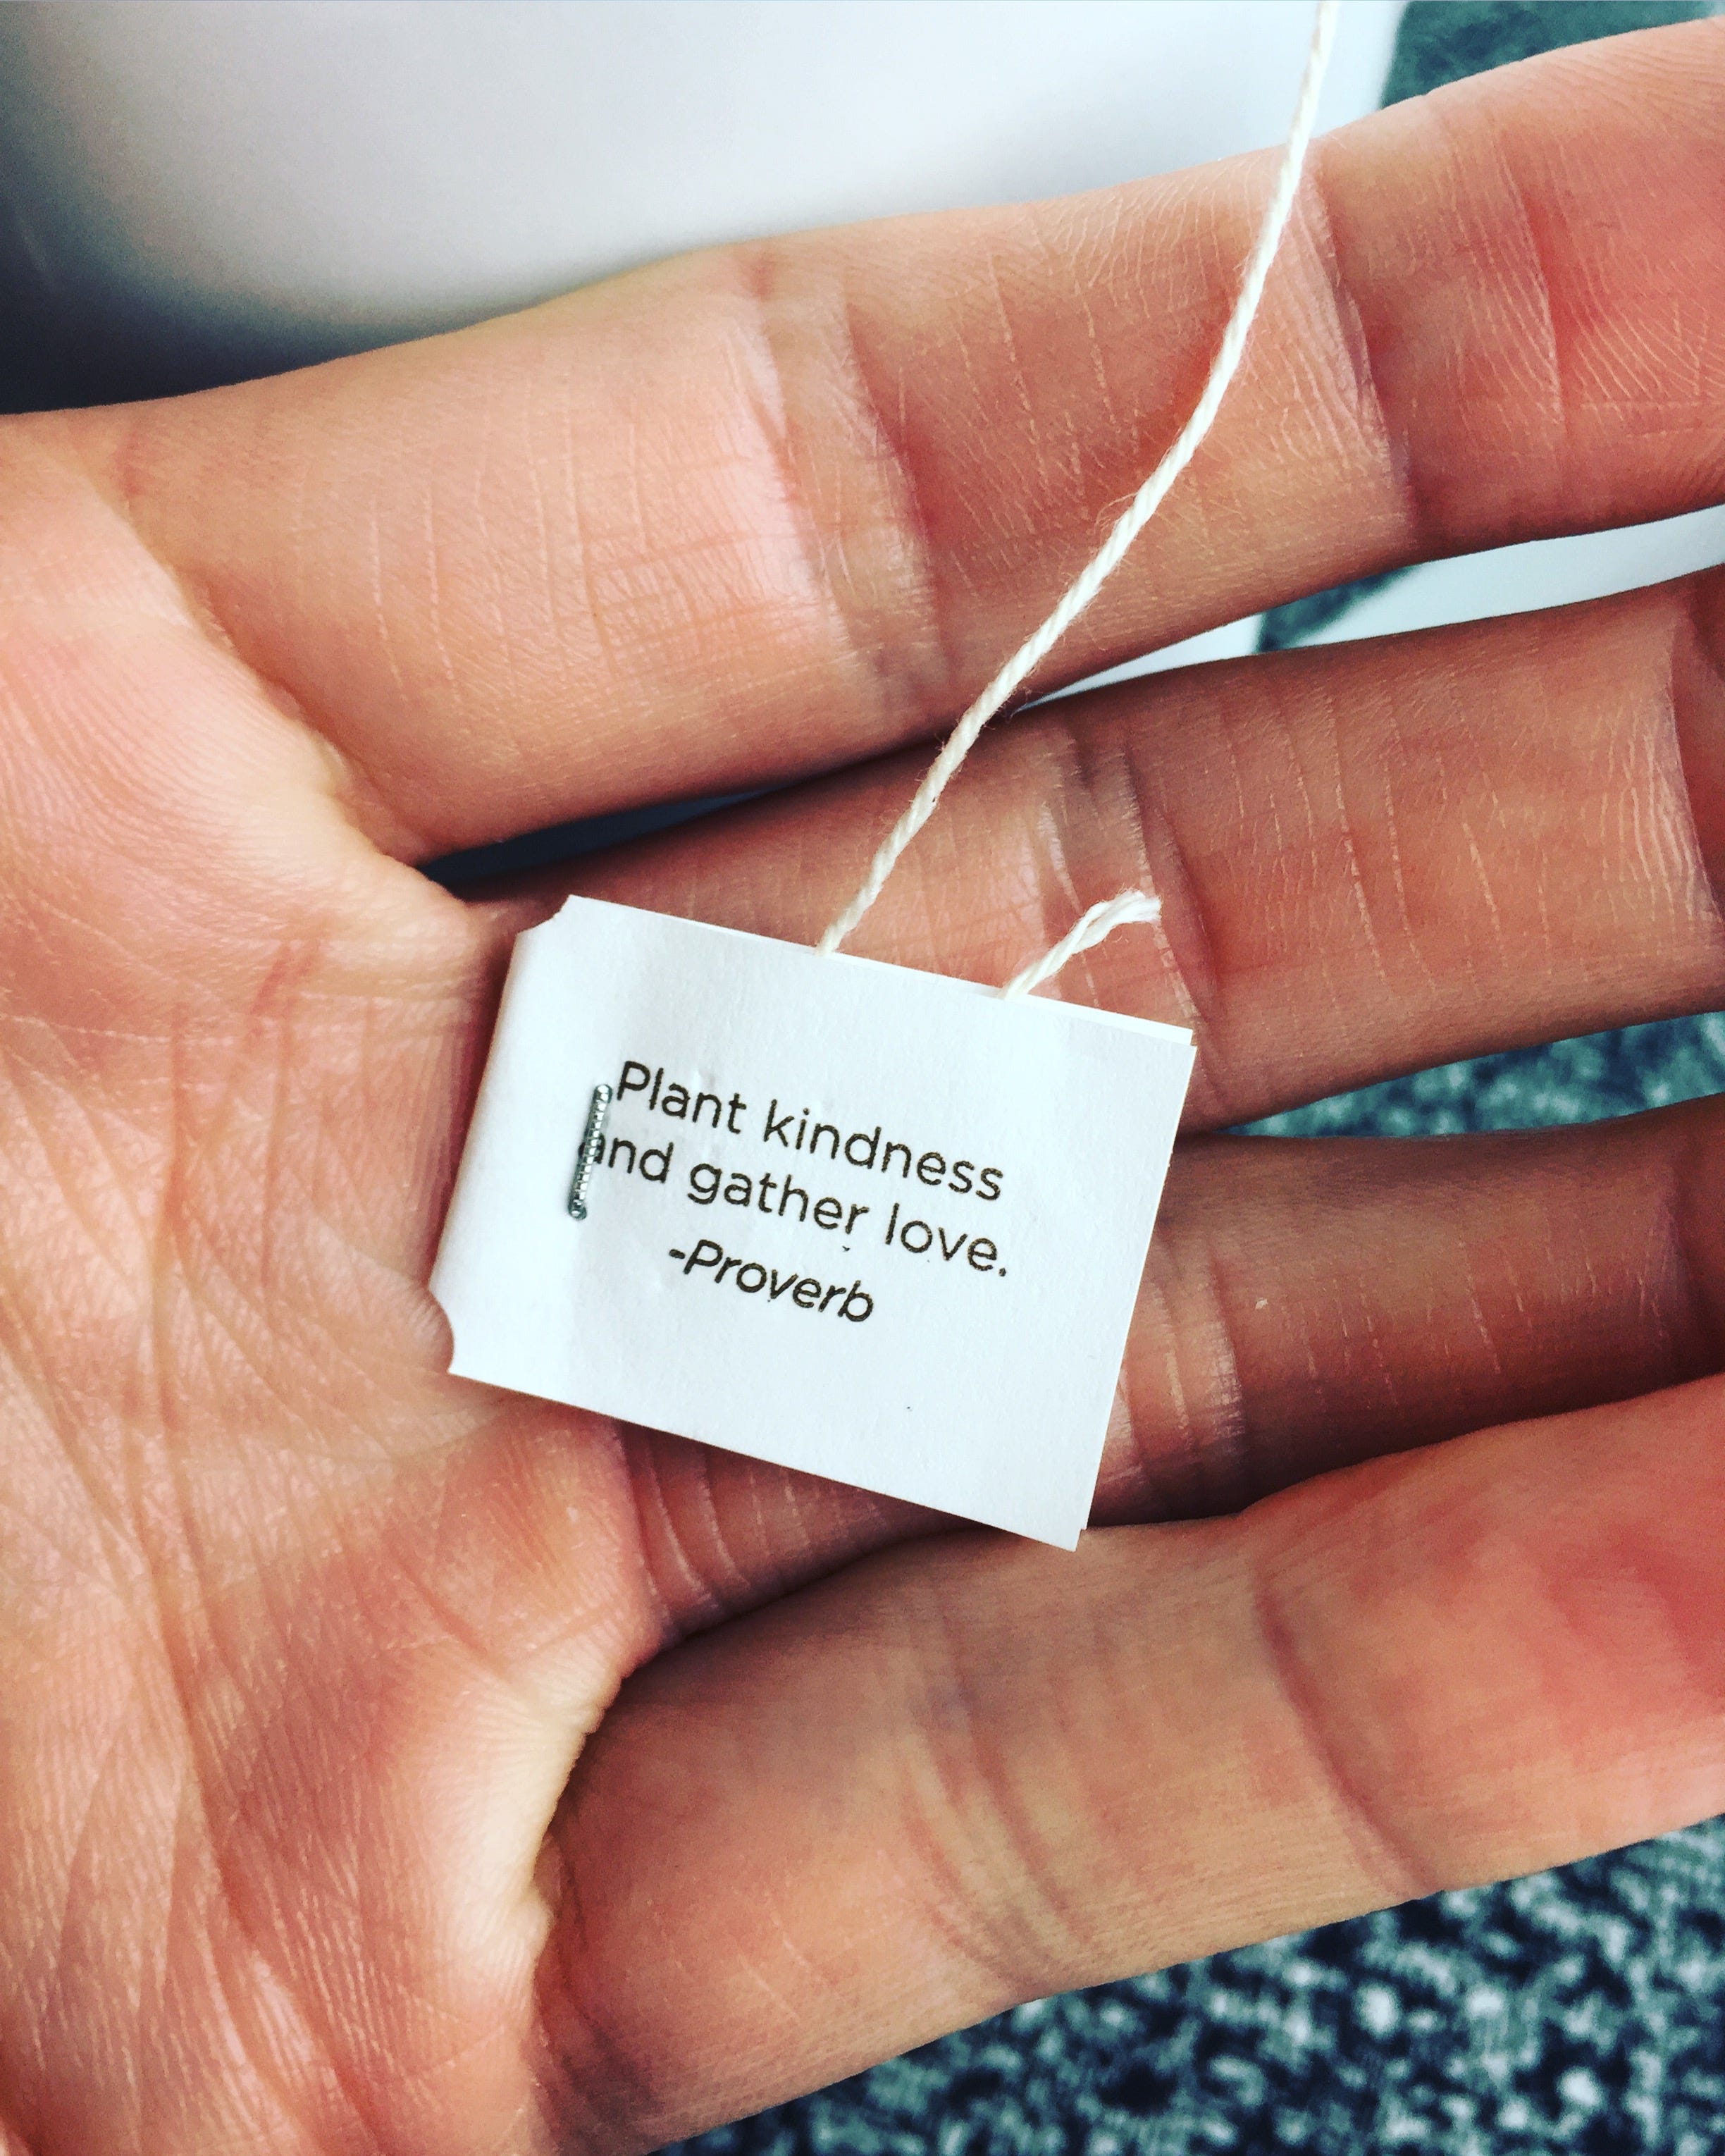 Plant kindness
and gather love.
-Proverb